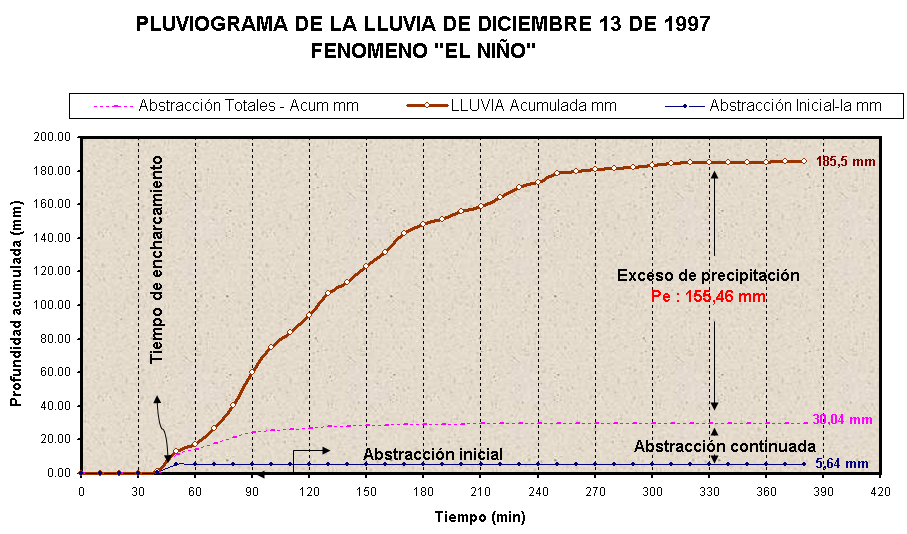 PLUVIOGRAMA DE LA LLUVIA DE DICIEMBRE 13 DE 1997
FENOMENO "EL NIÑO"
Abstracción Totales - Acum mm
LLUVIA Acumulada mm
Abstracción Inicial-Ia mm
Profundidad acumulada (mm)
200.00
180.00
160.00
140.00
120.00
100.00
80.00
60.00
40.00
20.00
0.00
Tiempo de encharcamiento
185,5 mm
Exceso de precipitación
Pe : 155,46 mm
30,04 mm
Abstracción continuada
Abstracción inicial
5,64 mm
0 30 60 90 120 150 180 210 240 270 300 330 360 390 420
Tiempo (min)